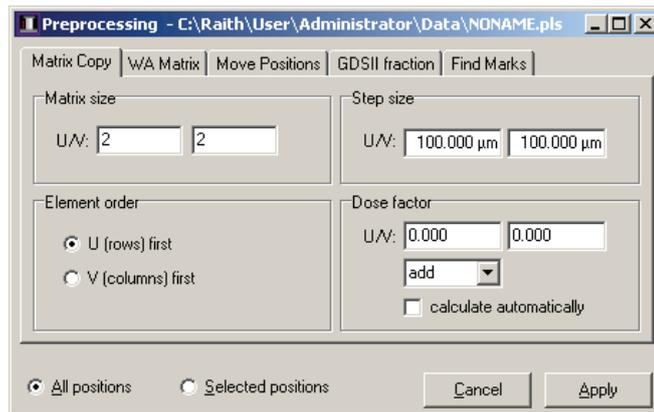 Preprocessing - C:\Raith\User\Administrator\Data\NONAME.pls
Matrix Copy WA Matrix Move Positions GDSII fraction Find Marks
Matrix size
U/V: 2 2
Step size
U/V: 100.000 µm 100.000 µm
Element order
U (rows) first
V (columns) first
Dose factor
U/V: 0.000 0.000
add
calculate automatically
All positions Selected positions Cancel Apply